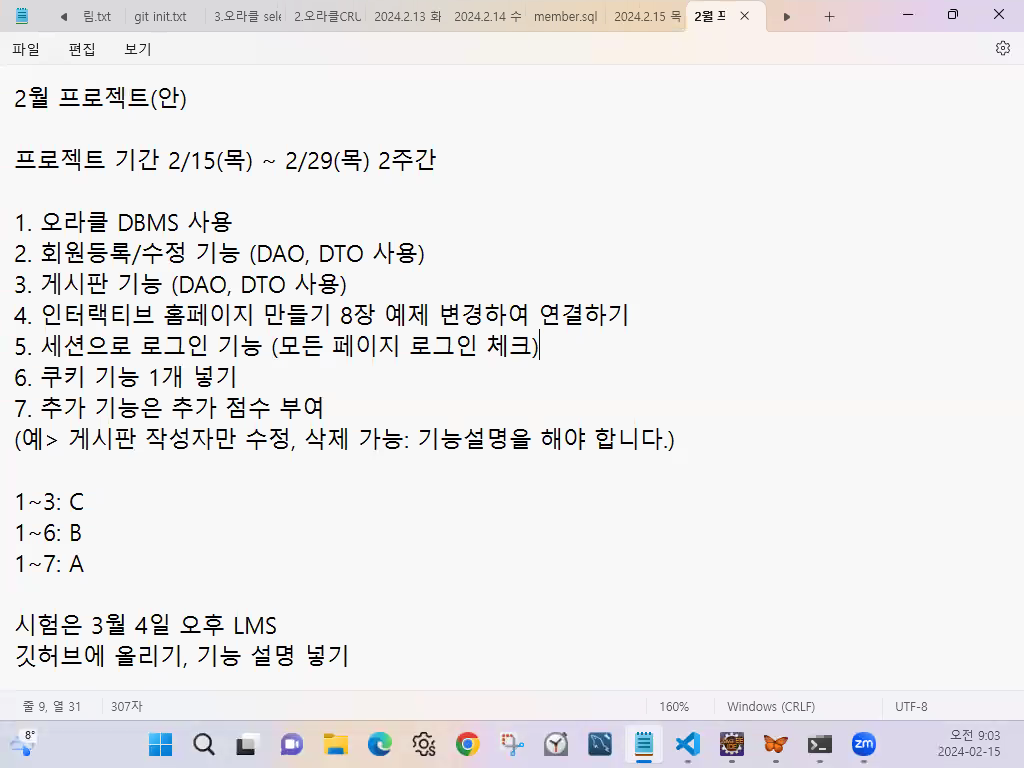 림.txt
git init.txt
3.오라클 sele
2.오라클CRU
2024.2.13 화
2024.2.14 수
member.sql
2024.2.15 목
2월 프
파일
편집
보기
2월 프로젝트(안)
프로젝트 기간 2/15(목) ~ 2/29(목) 2주간
1. 오라클 DBMS 사용
2. 회원등록/수정 기능 (DAO, DTO 사용)
3. 게시판 기능 (DAO, DTO 사용)
4. 인터랙티브 홈페이지 만들기 8장 예제 변경하여 연결하기
5. 세션으로 로그인 기능 (모든 페이지 로그인 체크)
6. 쿠키 기능 1개 넣기
7. 추가 기능은 추가 점수 부여
(예> 게시판 작성자만 수정, 삭제 가능: 기능설명을 해야 합니다.)
1~3: C
1~6: B
1~7: A
시험은 3월 4일 오후 LMS
깃허브에 올리기, 기능 설명 넣기
줄 9, 열 31
307자
160%
Windows (CRLF)
UTF-8
8°
zm
오전 9:03
2024-02-15